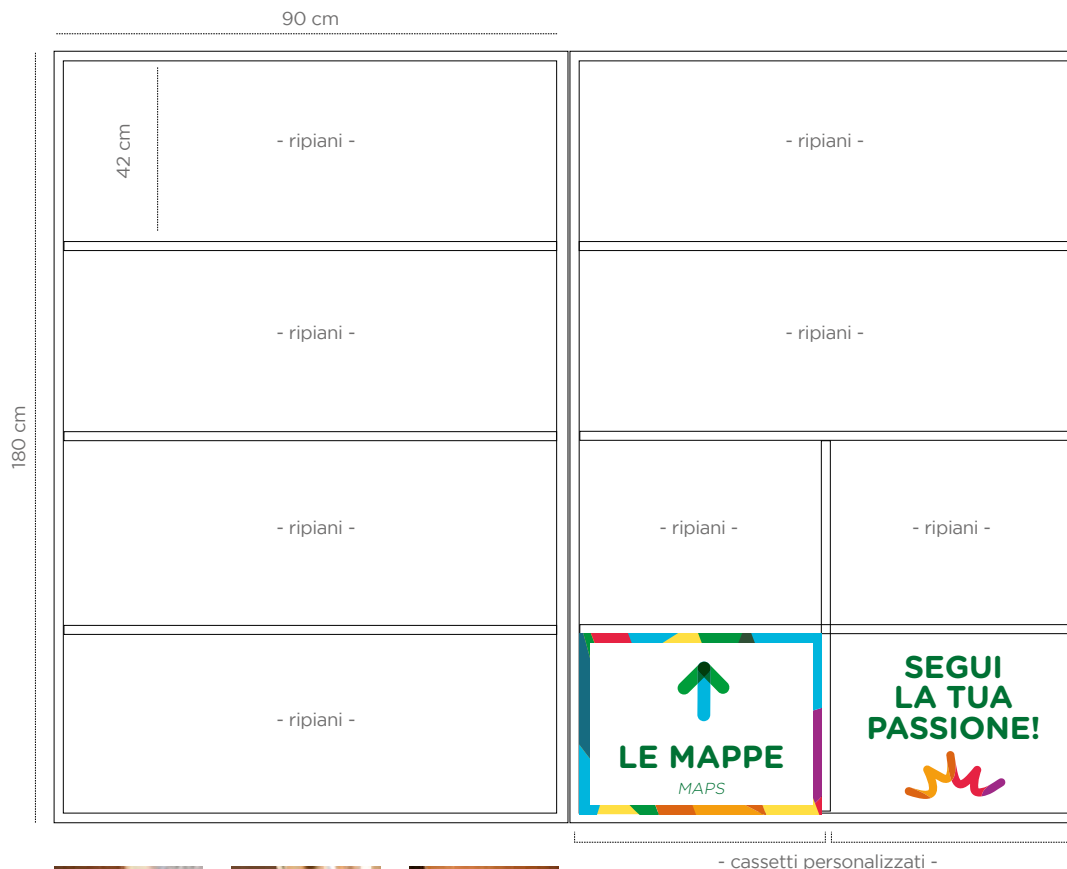 90 cm
42 cm
180 cm
- ripiani -
- ripiani -
- ripiani -
- ripiani -
- ripiani -
- ripiani -
- ripiani -
- ripiani -
LE MAPPE
MAPS
SEGUI
LA TUA
PASSIONE!
- cassetti personalizzati -